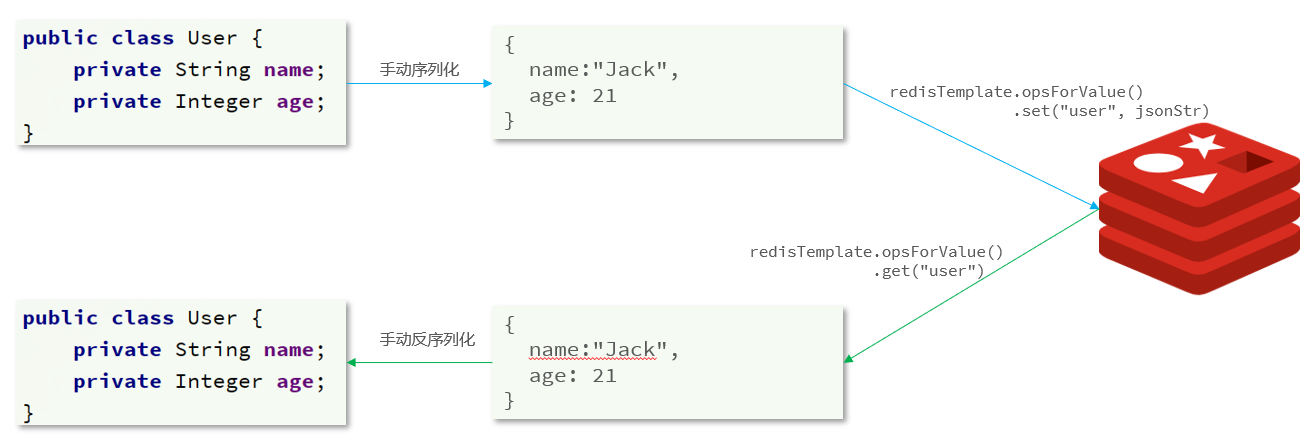 public class User {
private String name;
private Integer age;
}
手动序列化
{
name:"Jack",
age: 21
}
redisTemplate.opsForValue()
.set("user", jsonStr)
redisTemplate.opsForValue()
.get("user")
{
name:"Jack",
age: 21
}
手动反序列化
public class User {
private String name;
private Integer age;
}